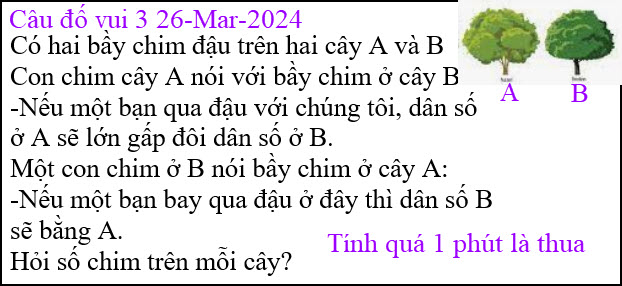 Câu đố vui 3 26-Mar-2024
Có hai bầy chim đậu trên hai cây A và B
Con chim cây A nói với bầy chim ở cây B
-Nếu một bạn qua đậu với chúng tôi, dân số
ở A sẽ lớn gấp đôi dân số ở B.
Một con chim ở B nói bầy chim ở cây A:
-Nếu một bạn bay qua đậu ở đây thì dân số B
sẽ bằng A.
Hỏi số chim trên mỗi cây?
A B
Tính quá 1 phút là thua